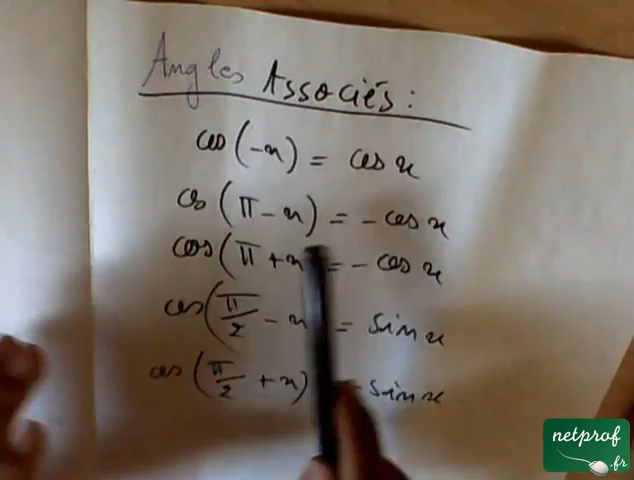 Angles Associés :
cos(-x) = cos x
cos(π - x) = - cos x
cos(π + x = - cos x
cos(π/2 - x = sin x
cos(π/2 + x) - sin x
netprof
.fr